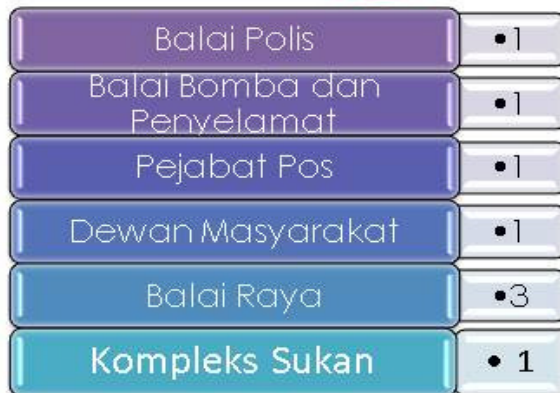 Balai Polis •1
Balai Bomba dan
Penyelamat •1
Pejabat Pos •1
Dewan Masyarakat •1
Balai Raya •3
Kompleks Sukan • 1